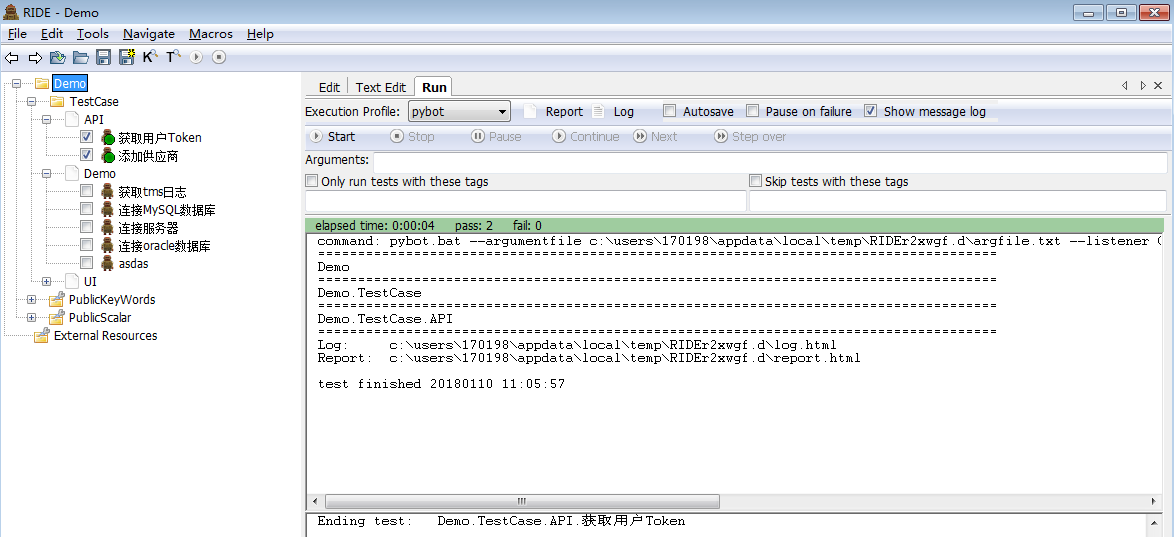 RIDE - Demo
File Edit Tools Navigate Macros Help
K T
Demo
TestCase
API
获取用户Token
添加供应商
Demo
获取tms日志
连接MySQL数据库
连接服务器
连接oracle数据库
asdas
UI
PublicKeyWords
PublicScalar
External Resources
Edit Text Edit Run
Execution Profile: pybot Report Log Autosave Pause on failure Show message log
Start Stop Pause Continue Next Step over
Arguments:
Only run tests with these tags Skip tests with these tags
elapsed time: 0:00:04 pass: 2 fail: 0
command: pybot.bat --argumentfile c:\users\170198\appdata\local\temp\RIDEr2xwgf.d\argfile.txt --listener
==============================================================================
Demo
==============================================================================
Demo.TestCase
==============================================================================
Demo.TestCase.API
==============================================================================
Log: c:\users\170198\appdata\local\temp\RIDEr2xwgf.d\log.html
Report: c:\users\170198\appdata\local\temp\RIDEr2xwgf.d\report.html
test finished 20180110 11:05:57
Ending test: Demo.TestCase.API.获取用户Token